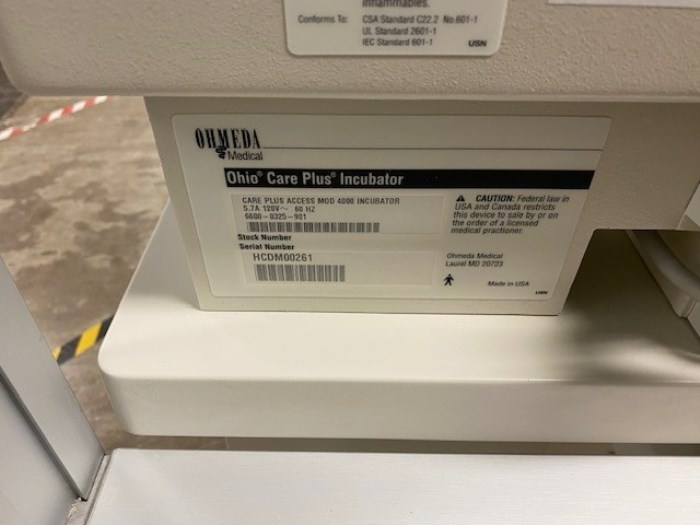 inflammables.
Conforms To: CSA Standard C22.2 No.601-1
UL Standard 2601-1
IEC Standard 601-1
USN
OHMEDA
Medical
Ohio® Care Plus® Incubator
CARE PLUS ACCESS MOD 4000 INCUBATOR
5.7A 120V~ 60 HZ
6600-0325-901
Stock Number
Serial Number
HCDM00261
CAUTION: Federal law in
USA and Canada restricts
this device to sale by or on
the order of a licensed
medical practitioner.
Ohmeda Medical
Laurel MD 20723
Made in USA